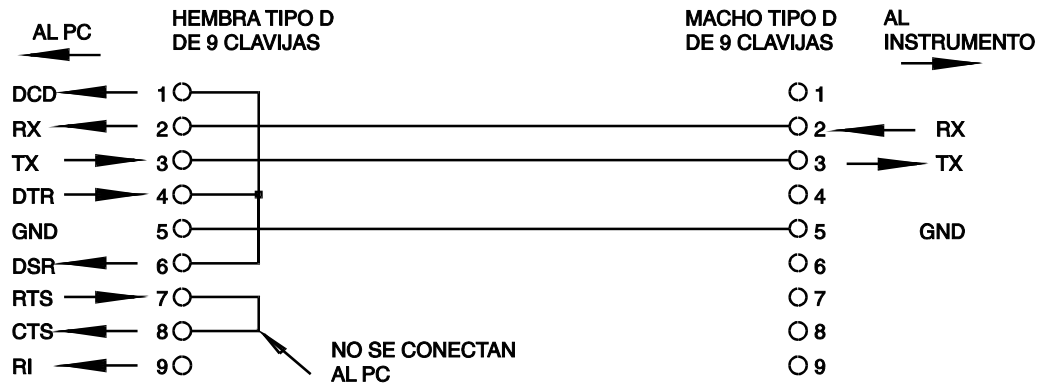 AL PC
HEMBRA TIPO D
DE 9 CLAVIJAS
MACHO TIPO D
DE 9 CLAVIJAS
AL
INSTRUMENTO
DCD 1 1
RX 2 2 RX
TX 3 3 TX
DTR 4 4
GND 5 5 GND
DSR 6 6
RTS 7 7
CTS 8 8
RI 9 9
NO SE CONECTAN
AL PC